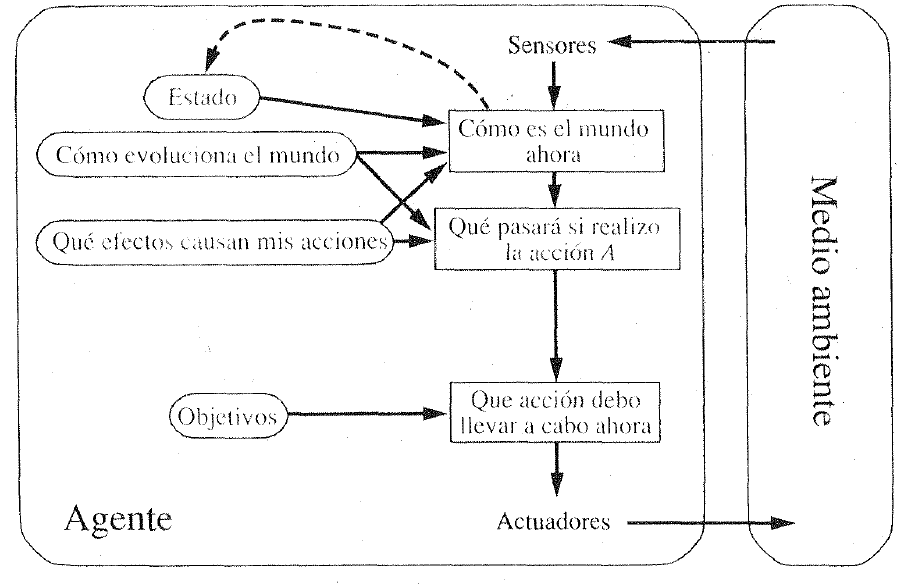 Sensores
Estado
Cómo es el mundo
ahora
Cómo evoluciona el mundo
Qué efectos causan mis acciones
Qué pasará si realizo
la acción A
Objetivos
Que acción debo
llevar a cabo ahora
Agente
Actuadores
Medio ambiente